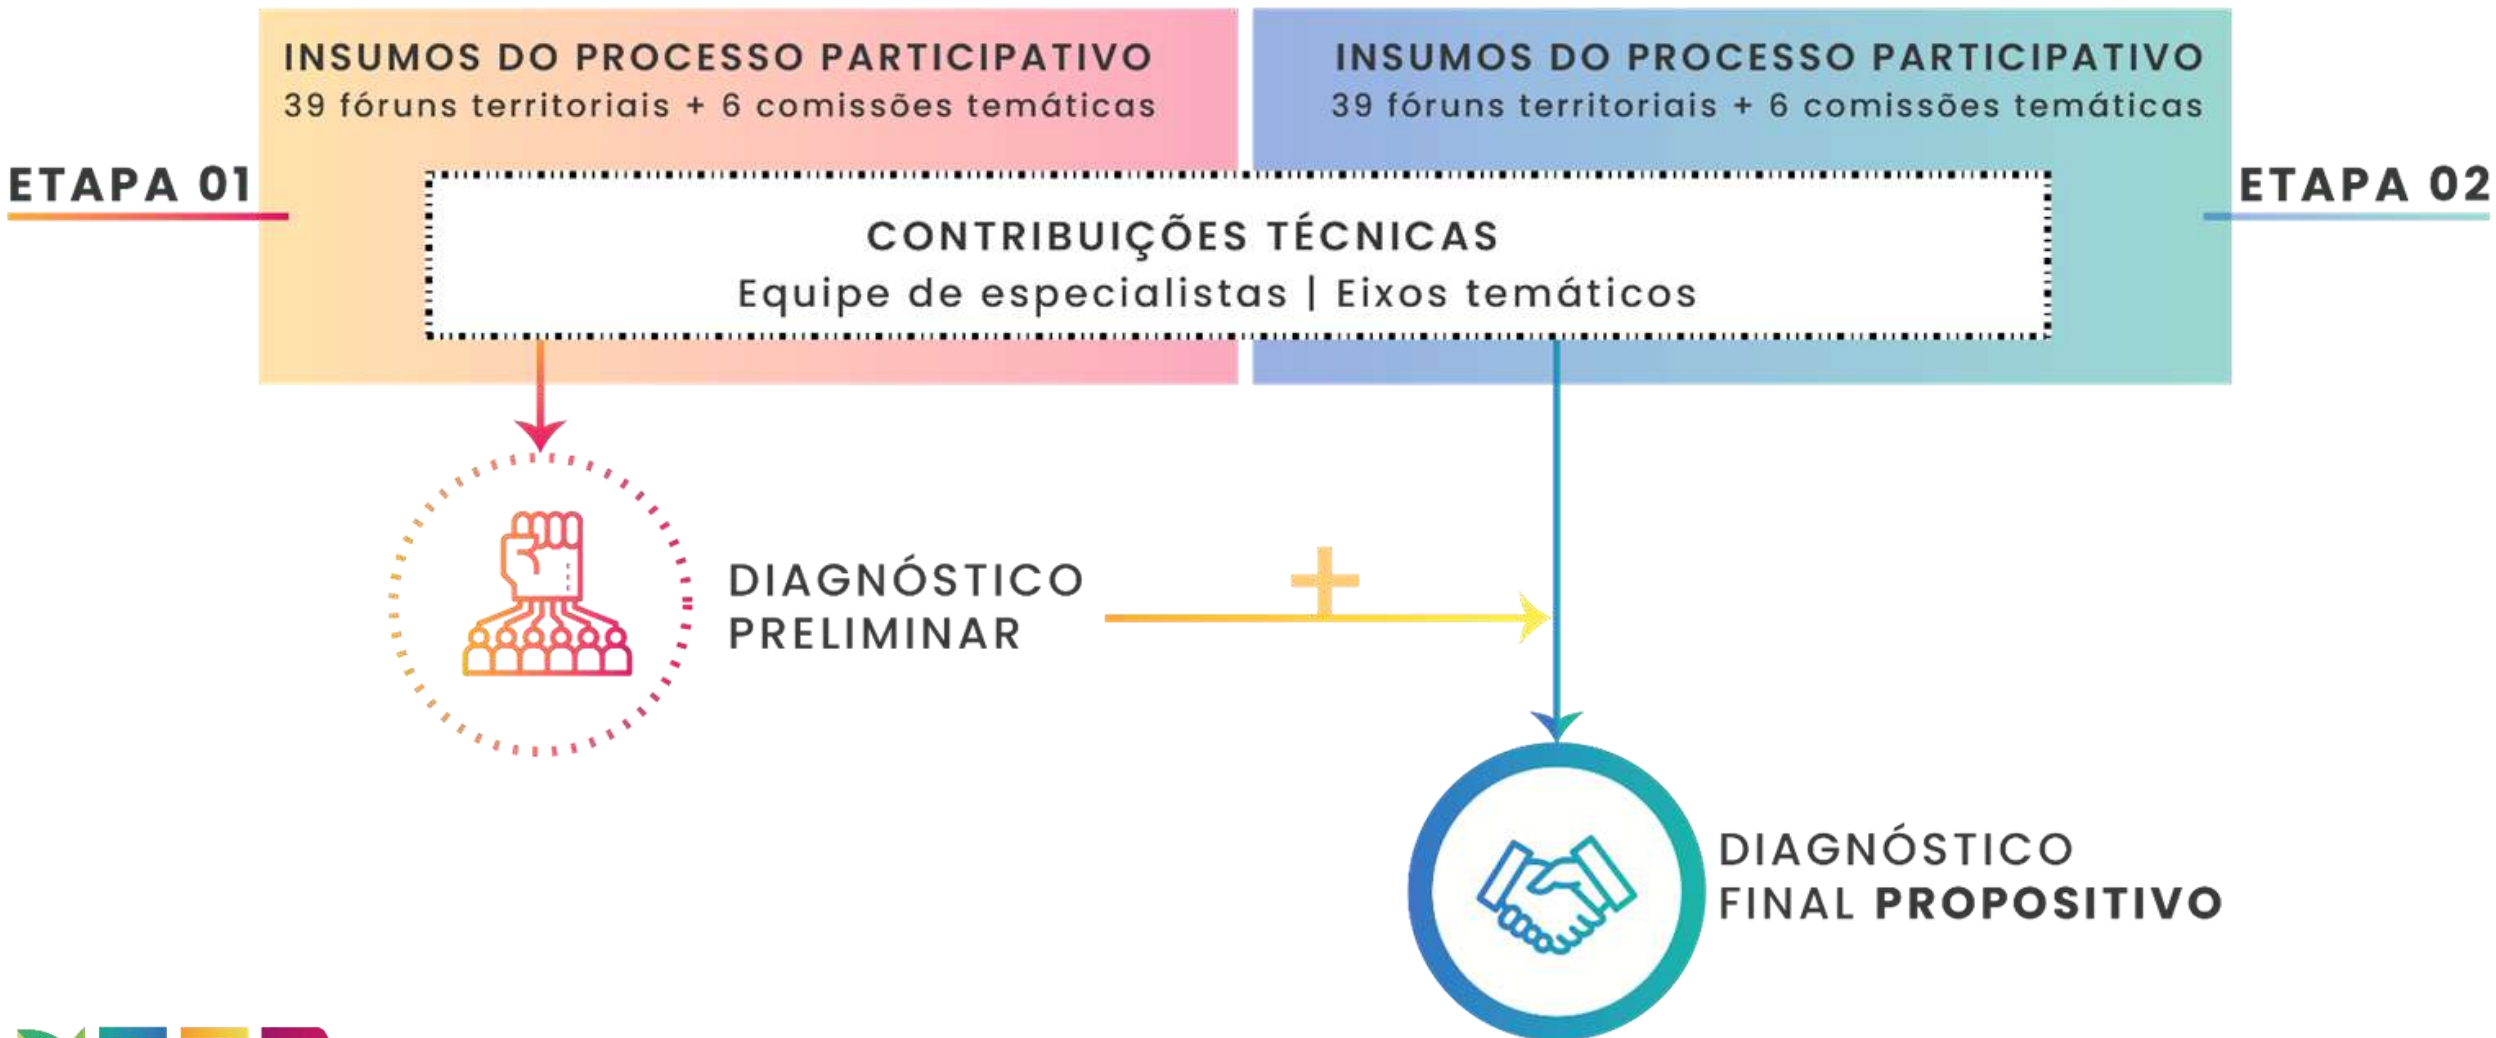 INSUMOS DO PROCESSO PARTICIPATIVO
39 fóruns territoriais + 6 comissões temáticas
INSUMOS DO PROCESSO PARTICIPATIVO
39 fóruns territoriais + 6 comissões temáticas
ETAPA 01
ETAPA 02
CONTRIBUIÇÕES TÉCNICAS
Equipe de especialistas | Eixos temáticos
DIAGNÓSTICO
PRELIMINAR
+
DIAGNÓSTICO
FINAL PROPOSITIVO